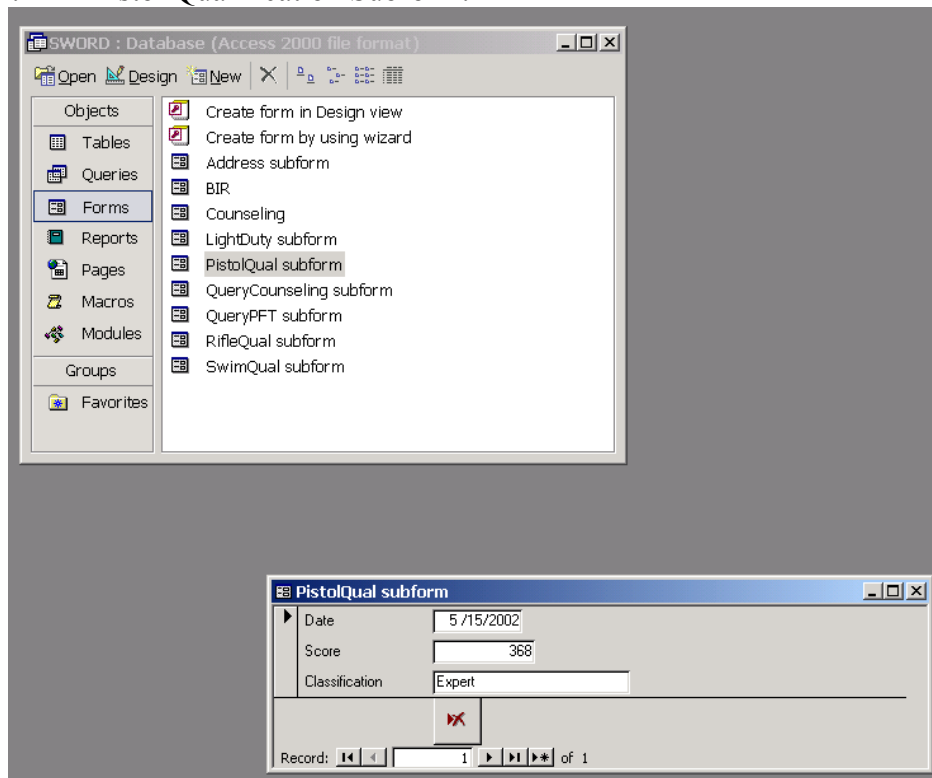 SWORD : Database (Access 2000 file format)
Open Design New
Objects
Tables
Queries
Forms
Reports
Pages
Macros
Modules
Groups
Favorites
Create form in Design view
Create form by using wizard
Address subform
BIR
Counseling
LightDuty subform
PistolQual subform
QueryCounseling subform
QueryPFT subform
RifleQual subform
SwimQual subform
PistolQual subform
Date 5 /15/2002
Score 368
Classification Expert
Record: 1 of 1